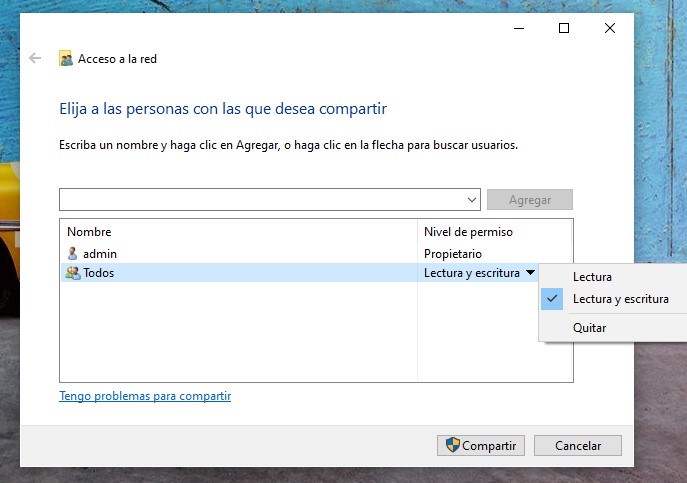 Acceso a la red
Elija a las personas con las que desea compartir
Escriba un nombre y haga clic en Agregar, o haga clic en la flecha para buscar usuarios.
Agregar
Nombre Nivel de permiso
admin Propietario
Todos Lectura y escritura
Lectura
Lectura y escritura
Quitar
Tengo problemas para compartir
Compartir Cancelar